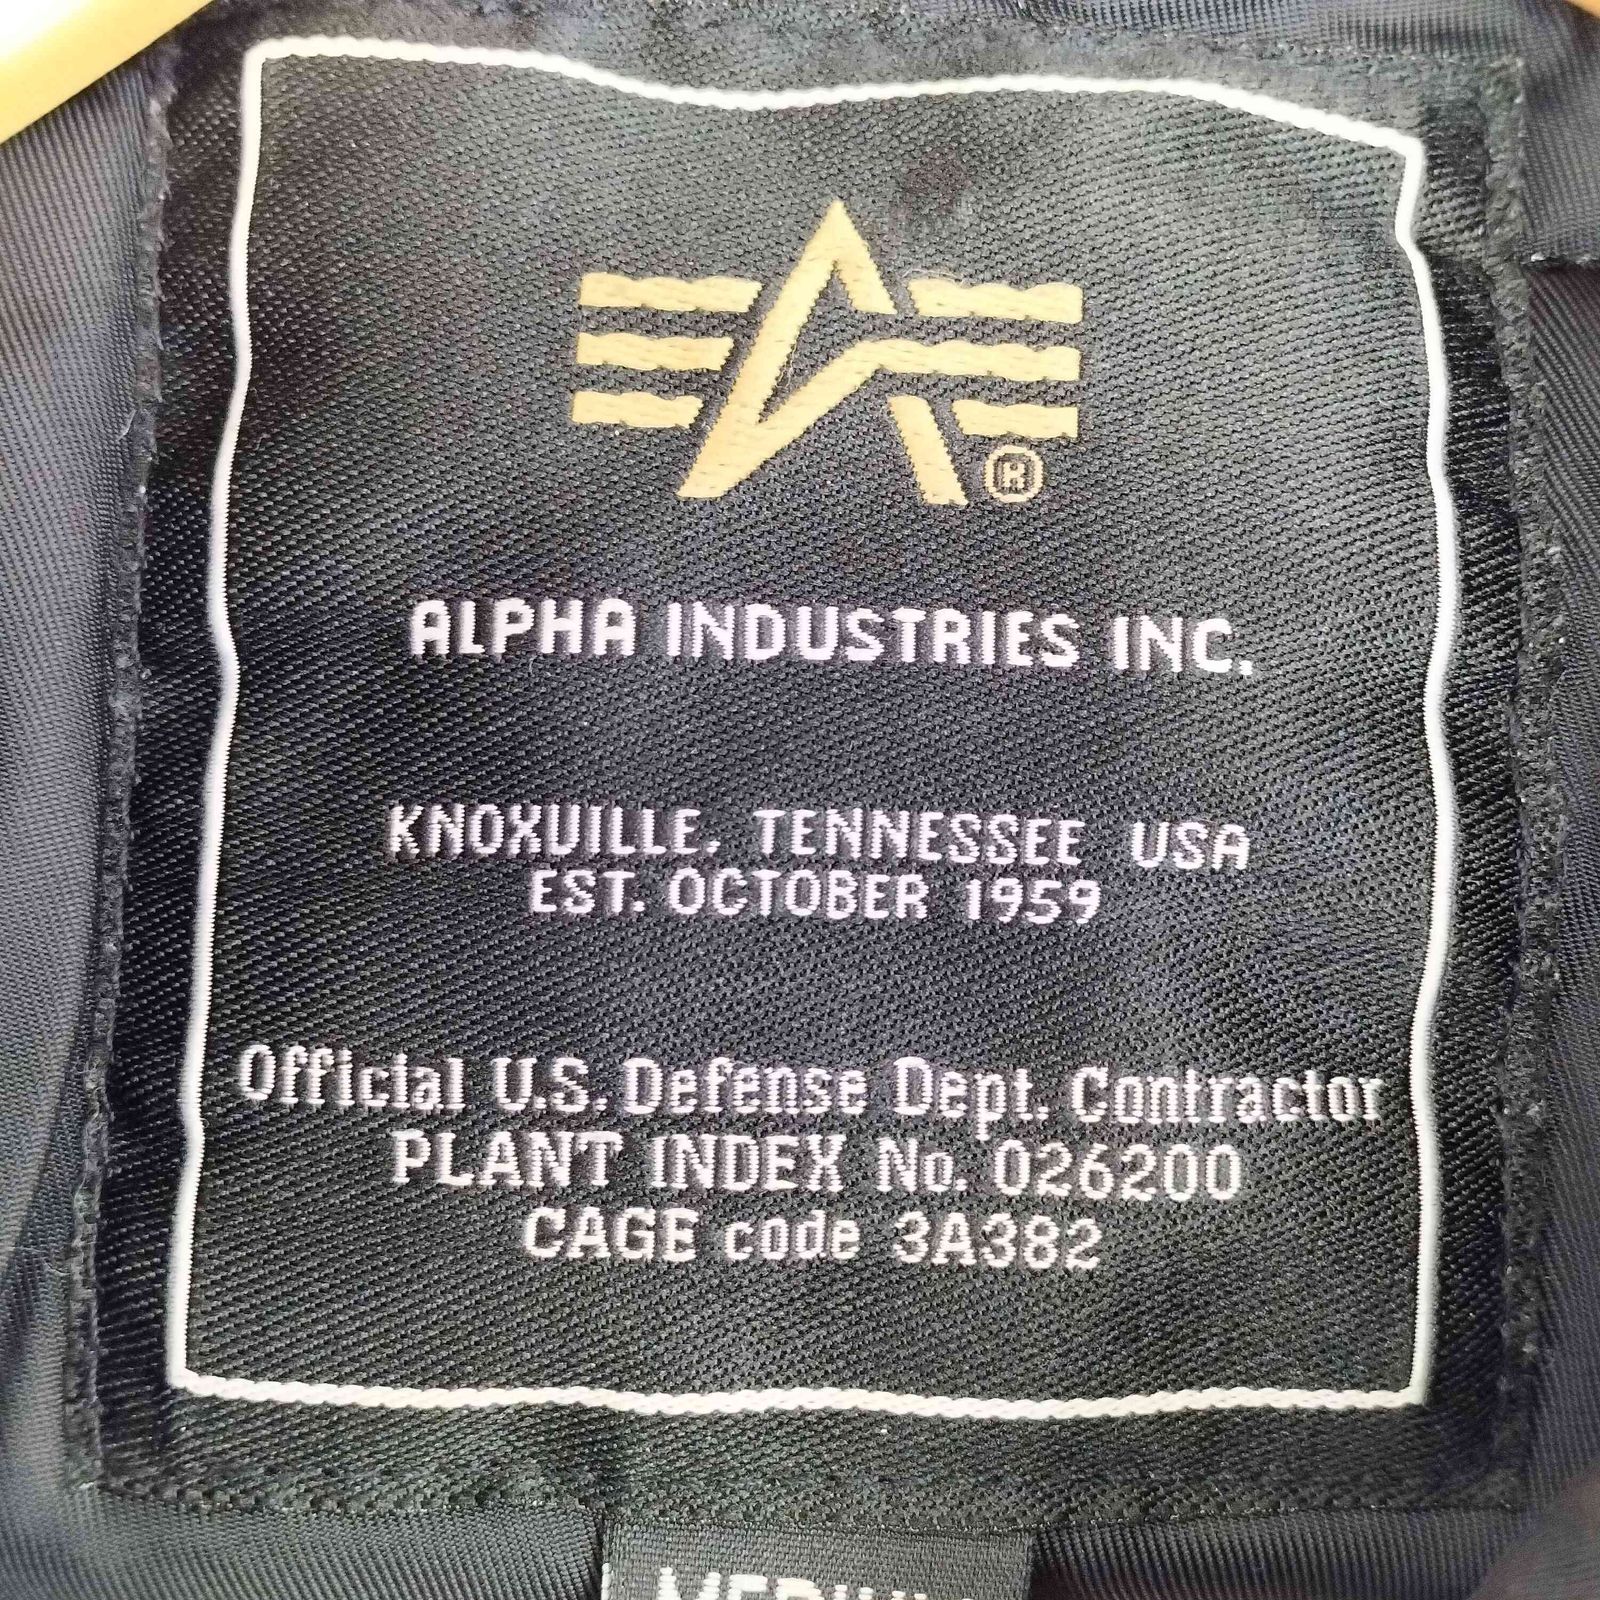 ®
ALPHA INDUSTRIES INC.
KNOXVILLE, TENNESSEE USA
EST. OCTOBER 1959
Official U.S. Defense Dept. Contractor
PLANT INDEX No. 026200
CAGE code 3A382
MEDIUM